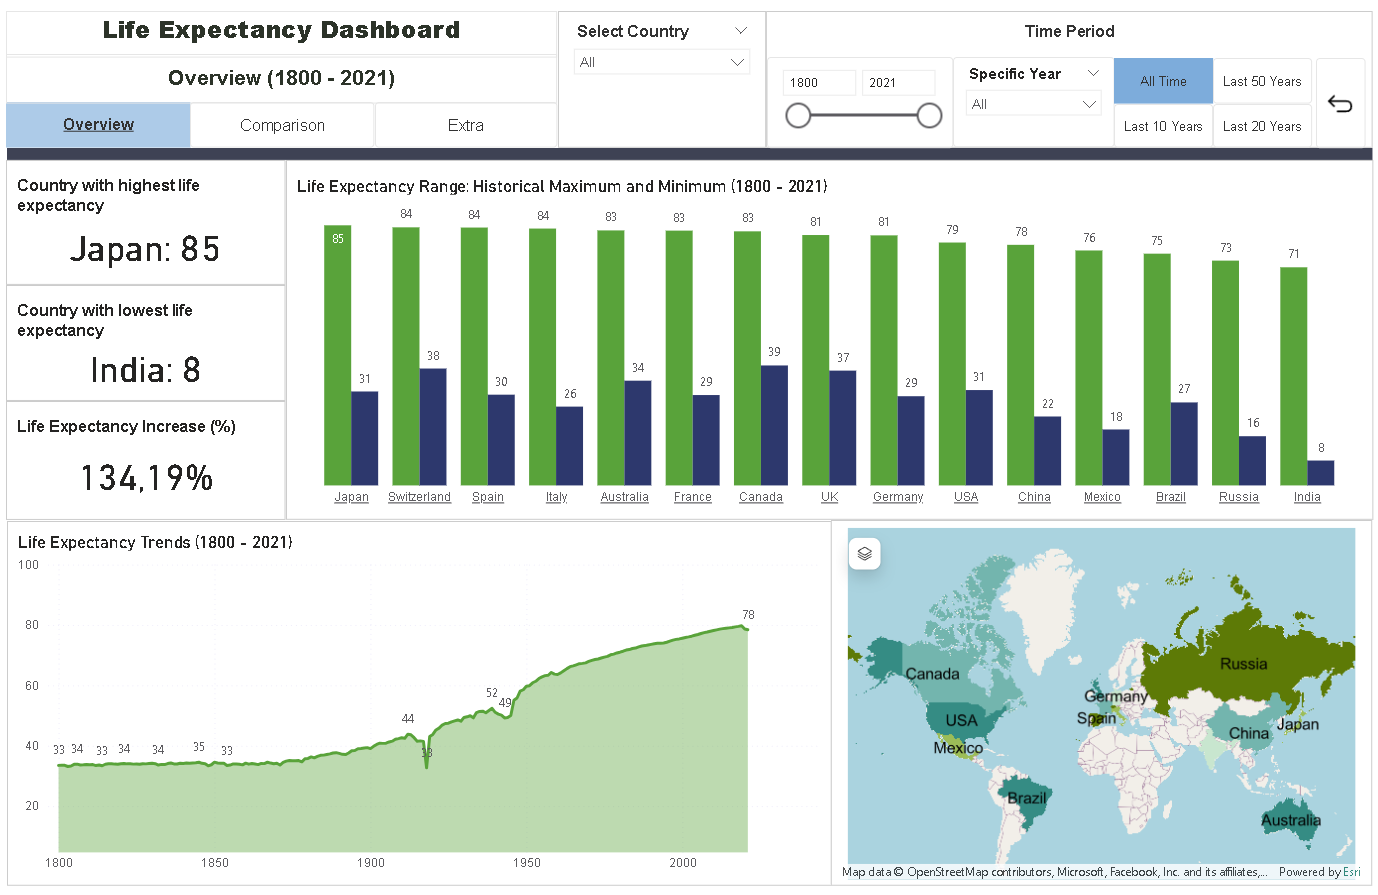 Life Expectancy Dashboard
Overview (1800 - 2021)
Overview
Comparison
Extra
Select Country
All
Time Period
1800
2021
Specific Year
All
All Time
Last 50 Years
Last 10 Years
Last 20 Years
Country with highest life
expectancy
Japan: 85
Country with lowest life
expectancy
India: 8
Life Expectancy Increase (%)
134,19%
Life Expectancy Range: Historical Maximum and Minimum (1800 - 2021)
85 84 84 84 83 83 83 81 81 79 78 76 75 73 71
31 38 30 26 34 29 39 37 29 31 22 18 27 16 8
Japan Switzerland Spain Italy Australia France Canada UK Germany USA China Mexico Brazil Russia India
Life Expectancy Trends (1800 - 2021)
100
80
60
40
20
33 34 33 34 34 35 33 44 33 52 49 78
1800 1850 1900 1950 2000
Canada
Russia
Germany
USA
Spain
Japan
China
Mexico
Brazil
Australia
Map data © OpenStreetMap contributors, Microsoft, Facebook, Inc. and its affiliates,... Powered by Esri